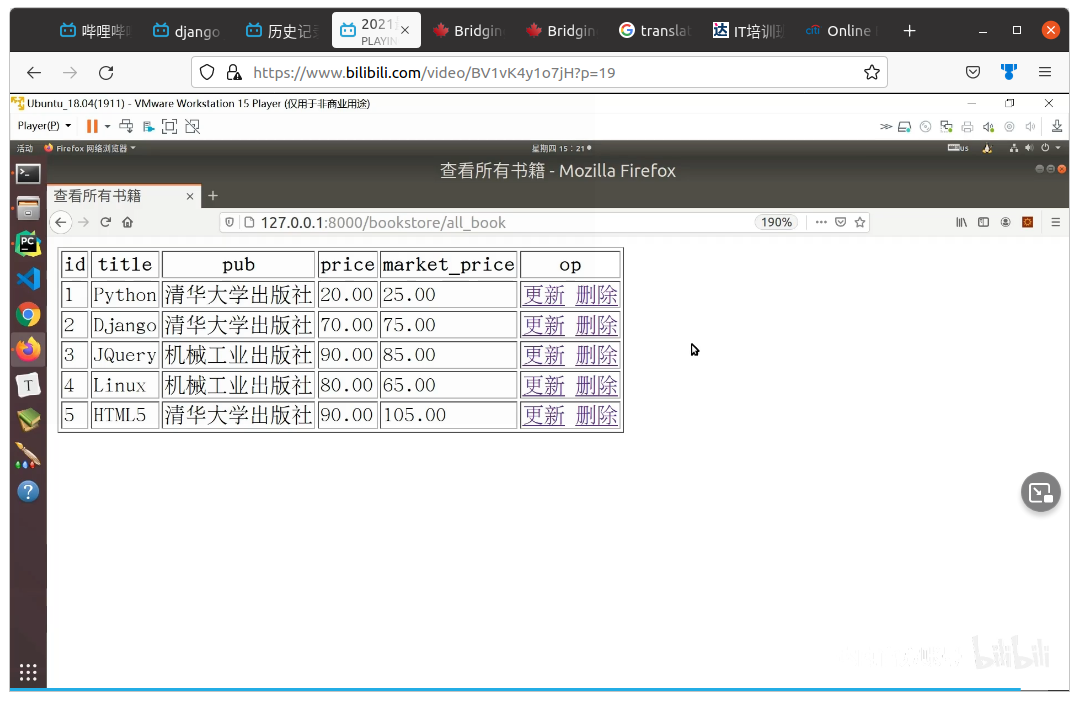 哔哩哔哩
django
历史记录
2021
PLAYIN
Bridgin
Bridgin
translat
达 IT培训班
citi Online
https://www.bilibili.com/video/BV1vK4y1o7jH?p=19
Ubuntu_18.04(1911) - VMware Workstation 15 Player (仅用于非商业用途)
Player(P)
活动 Firefox 网络浏览器 星期四 15：21 us
查看所有书籍 - Mozilla Firefox
查看所有书籍
127.0.0.1:8000/bookstore/all_book 190%
id title pub price market_price op
1 Python 清华大学出版社 20.00 25.00 更新 删除
2 Django 清华大学出版社 70.00 75.00 更新 删除
3 JQuery 机械工业出版社 90.00 85.00 更新 删除
4 Linux 机械工业出版社 80.00 65.00 更新 删除
5 HTML5 清华大学出版社 90.00 105.00 更新 删除
PC
T
bilibili